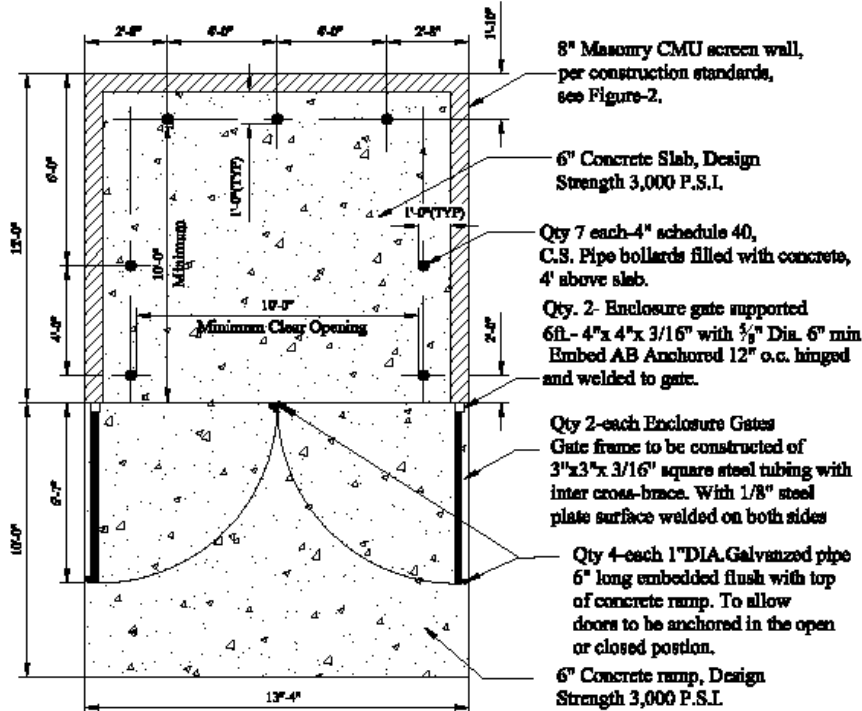 2'-8"
4'-0"
4'-0"
2'-8"
1'-10"
8" Masonry CMU screen wall,
per construction standards,
see Figure-2.
6" Concrete Slab, Design
Strength 3,000 P.S.I.
6'-0"
12'-0"
1'-0"(TYP)
1'-0"(TYP)
10'-0"
Minimum
Qty 7 each-4" schedule 40,
C.S. Pipe bollards filled with concrete,
4' above slab.
4'-0"
10'-0"
Minimum Clear Opening
2'-0"
Qty. 2- Enclosure gate supported
6ft.- 4"x 4"x 3/16" with 5/8" Dia. 6" min
Embed AB Anchored 12" o.c. hinged
and welded to gate.
Qty 2-each Enclosure Gates
Gate frame to be constructed of
3"x3"x 3/16" square steel tubing with
inter cross-brace. With 1/8" steel
plate surface welded on both sides
6'-7"
10'-0"
Qty 4-each 1"DIA.Galvanzed pipe
6" long embedded flush with top
of concrete ramp. To allow
doors to be anchored in the open
or closed postion.
6" Concrete ramp, Design
Strength 3,000 P.S.I.
13'-4"